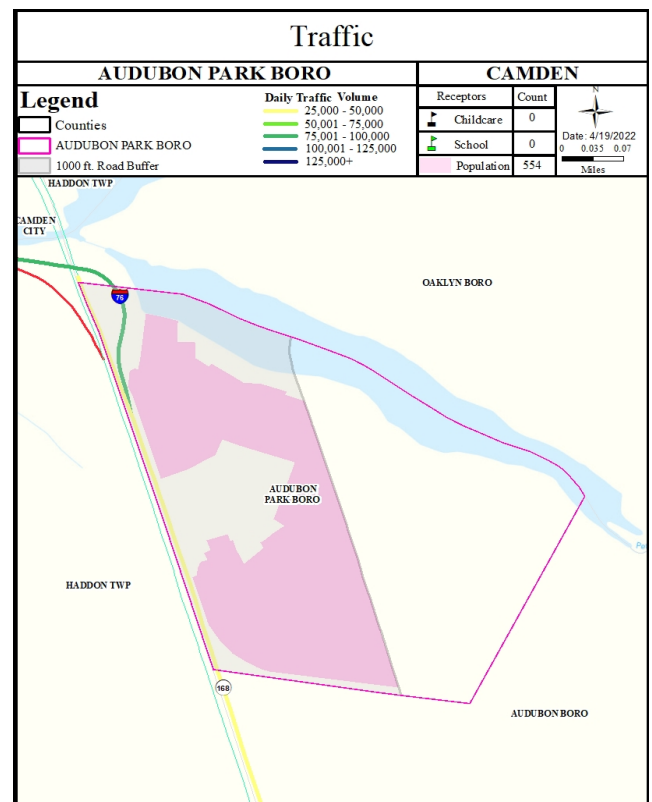 Traffic
AUDUBON PARK BORO
CAMDEN
Legend
Counties
AUDUBON PARK BORO
1000 ft. Road Buffer
Daily Traffic Volume
25,000 - 50,000
50,001 - 75,000
75,001 - 100,000
100,001 - 125,000
125,000+
Receptors Count
Childcare 0
School 0
Population 554
N
Date: 4/19/2022
0 0.035 0.07
Miles
HADDON TWP
CAMDEN
CITY
76
OAKLYN BORO
AUDUBON
PARK BORO
HADDON TWP
168
AUDUBON BORO